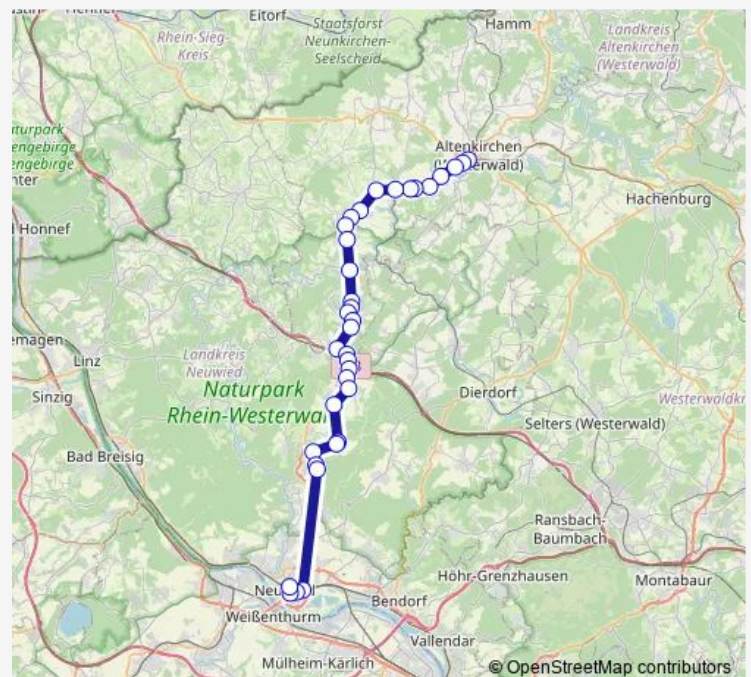 Eitorf
Staatsforst
Neunkirchen-
Seelscheid
Hamm
Rhein-Sieg
Kreis
Landkreis
Altenkirchen
(Westerwald)
Altenkirchen
Hachenburg
Honnef
Linz
Landkreis
Neuwied
Sinzig
Naturpark
Dierdorf
Selters (Westerwald)
Bad Breisig
Ransbach-
Baumbach
Höhr-Grenzhausen
Montabaur
Bendorf
Weißenthurm
Vallendar
Mülheim-Kärlich
© OpenStreetMap contributors